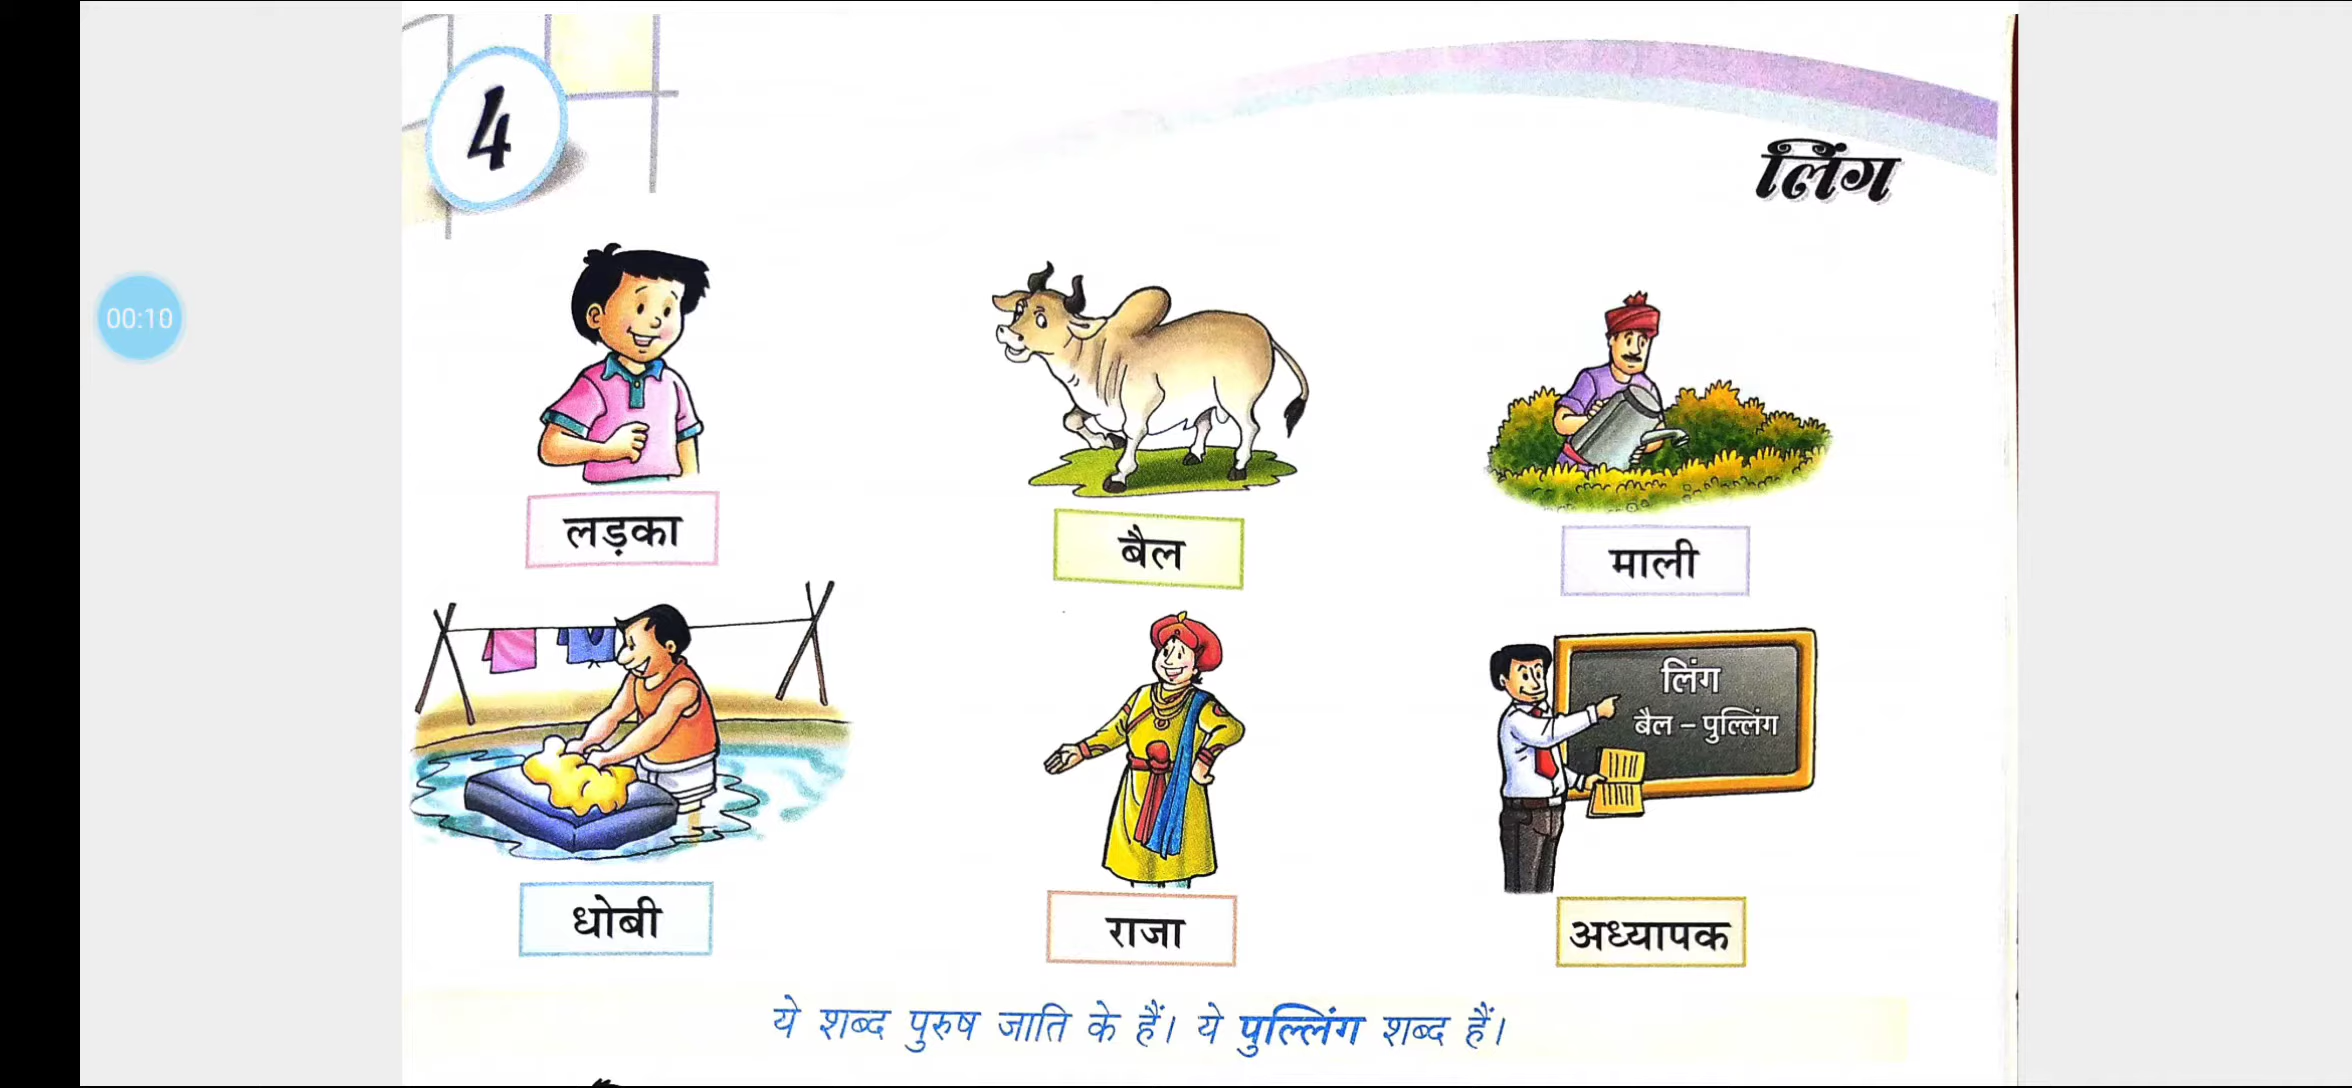 4
लिंग
00:10
लड़का
बैल
माली
लिंग
बैल – पुल्लिंग
धोबी
राजा
अध्यापक
ये शब्द पुरुष जाति के हैं। ये पुल्लिंग शब्द हैं।